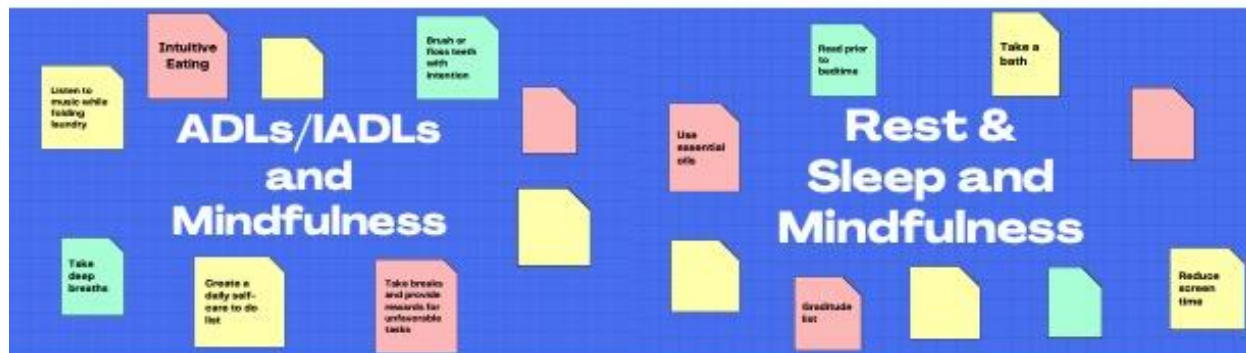 Intuitive
Eating
Brush or
floss teeth
with
intention
Listen to
music while
folding
laundry
ADLs/IADLs
and
Mindfulness
Take
deep
breaths
Create a
daily self-
care to do
list
Take breaks
and provide
rewards for
unfavorable
tasks
Read prior
to
bedtime
Take a
bath
Use
essential
oils
Rest &
Sleep and
Mindfulness
Graditude
list
Reduce
screen
time